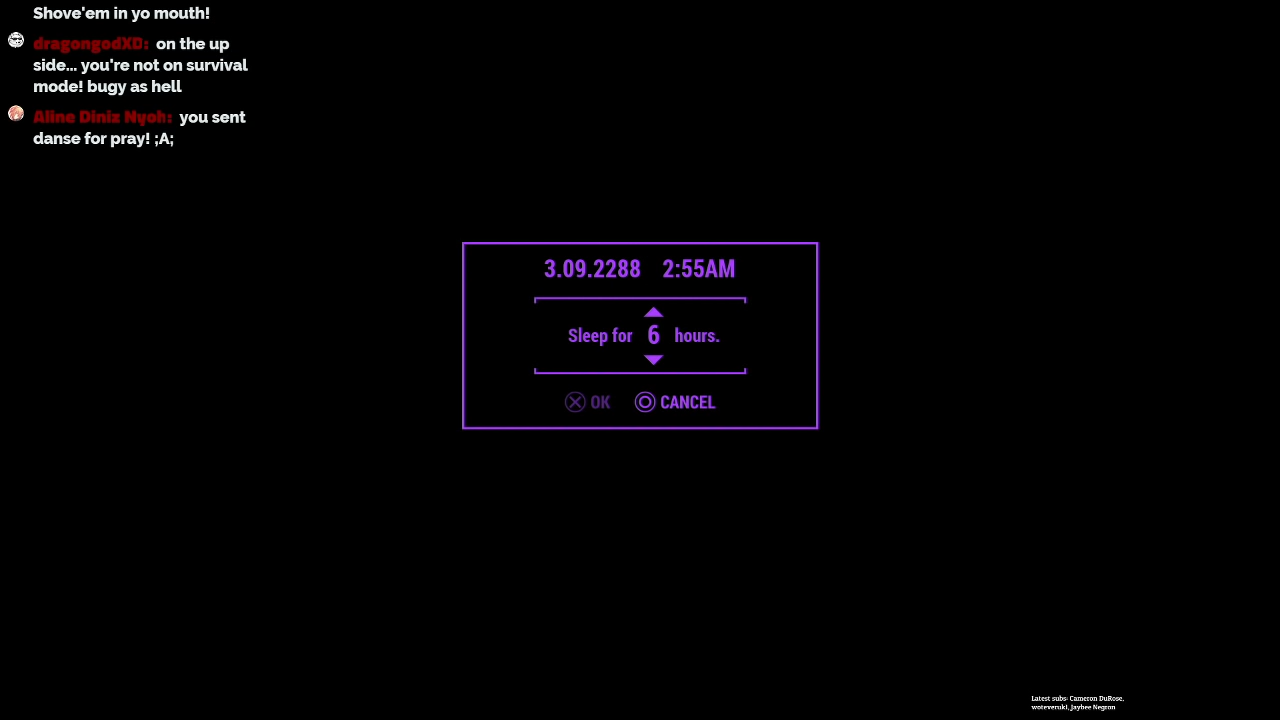 Shove'em in yo mouth!
dragongodXD: on the up
side... you're not on survival
mode! bugy as hell
Aline Diniz Nyoh: you sent
danse for pray! ;A;
3.09.2288 2:55AM
Sleep for 6 hours.
OK CANCEL
Latest subs: Cameron DuRose,
woteveruki, Jaybee Negron